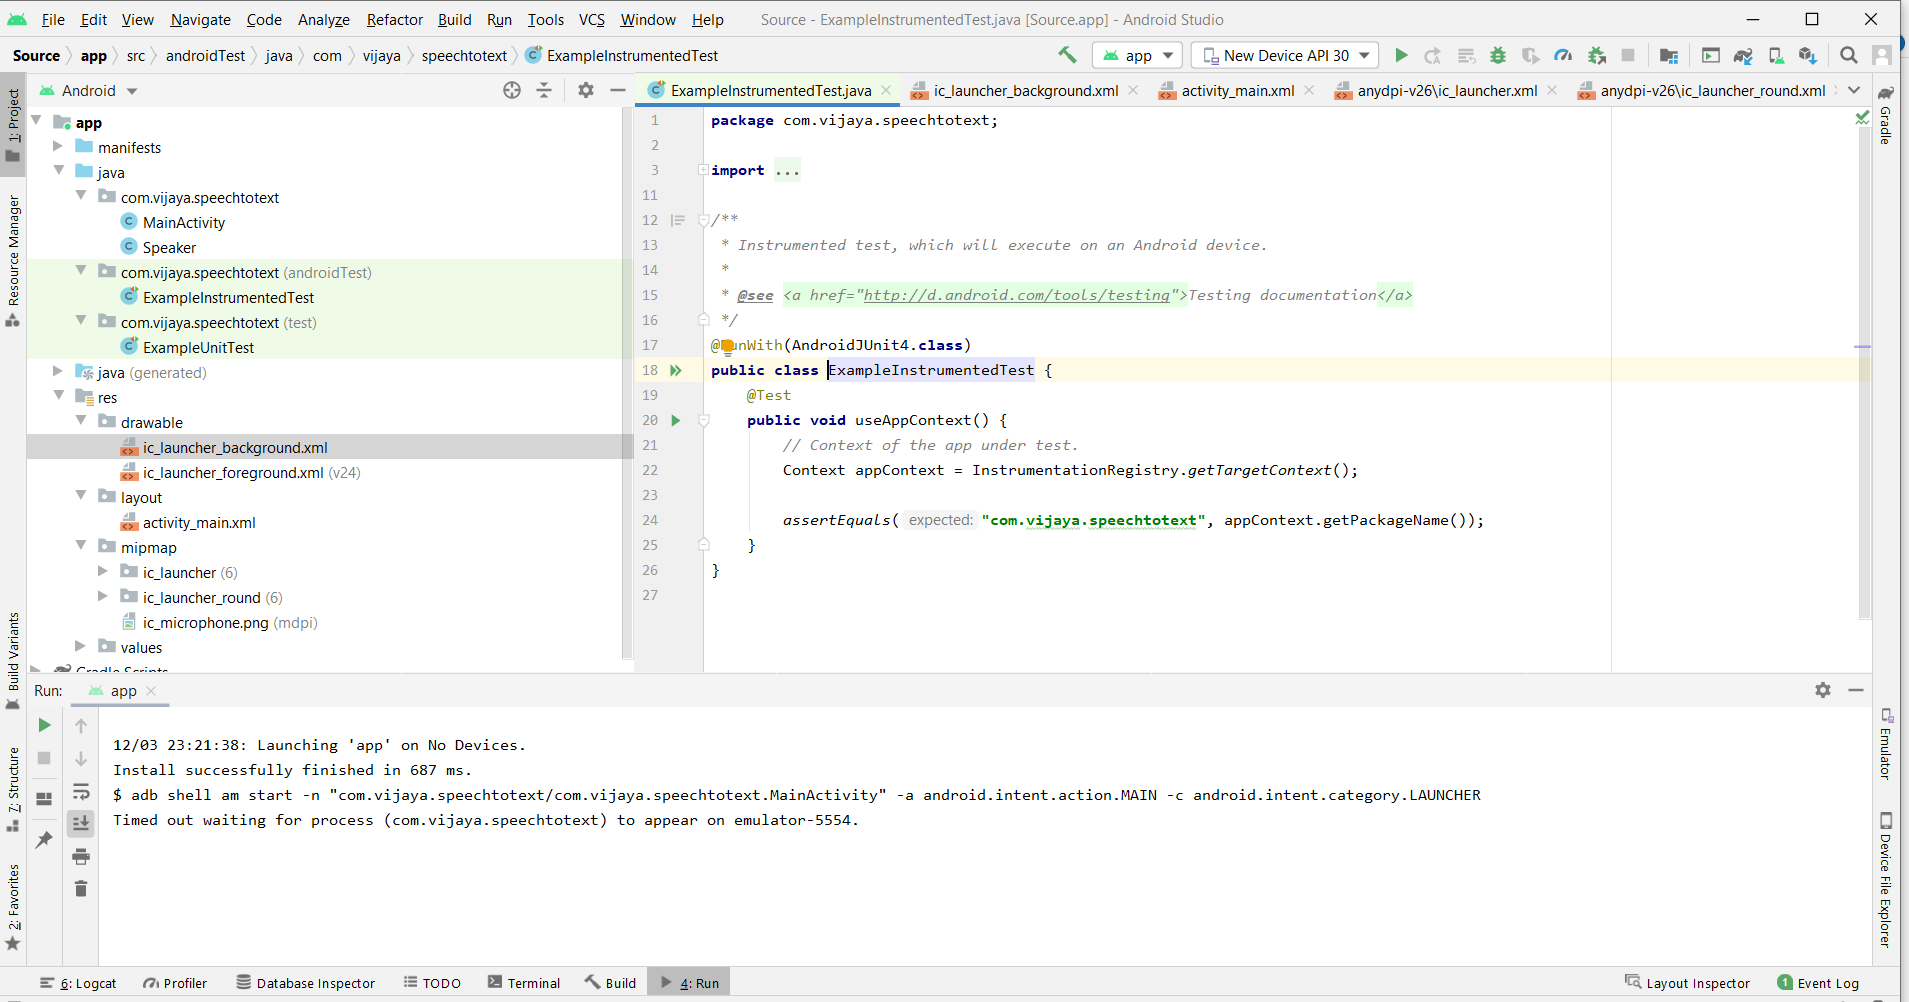 File Edit View Navigate Code Analyze Refactor Build Run Tools VCS Window Help Source - ExampleInstrumentedTest.java [Source.app] - Android Studio
Source app src androidTest java com vijaya speechtotext ExampleInstrumentedTest app New Device API 30
1: Project
Resource Manager
Build Variants
7: Structure
2: Favorites
Android
app
manifests
java
com.vijaya.speechtotext
MainActivity
Speaker
com.vijaya.speechtotext (androidTest)
ExampleInstrumentedTest
com.vijaya.speechtotext (test)
ExampleUnitTest
java (generated)
res
drawable
ic_launcher_background.xml
ic_launcher_foreground.xml (v24)
layout
activity_main.xml
mipmap
ic_launcher (6)
ic_launcher_round (6)
ic_microphone.png (mdpi)
values
Gradle Scripts
ExampleInstrumentedTest.java ic_launcher_background.xml activity_main.xml anydpi-v26\ic_launcher.xml anydpi-v26\ic_launcher_round.xml
1 package com.vijaya.speechtotext;
2
3 import ...
11
12 /**
13 * Instrumented test, which will execute on an Android device.
14 *
15 * @see <a href="http://d.android.com/tools/testing">Testing documentation</a>
16 */
17 @RunWith(AndroidJUnit4.class)
18 public class ExampleInstrumentedTest {
19 @Test
20 public void useAppContext() {
21 // Context of the app under test.
22 Context appContext = InstrumentationRegistry.getTargetContext();
23
24 assertEquals( expected: "com.vijaya.speechtotext", appContext.getPackageName());
25 }
26 }
27
Gradle
Emulator
Device File Explorer
Run: app
12/03 23:21:38: Launching 'app' on No Devices.
Install successfully finished in 687 ms.
$ adb shell am start -n "com.vijaya.speechtotext/com.vijaya.speechtotext.MainActivity" -a android.intent.action.MAIN -c android.intent.category.LAUNCHER
Timed out waiting for process (com.vijaya.speechtotext) to appear on emulator-5554.
6: Logcat Profiler Database Inspector TODO Terminal Build 4: Run Layout Inspector 1 Event Log